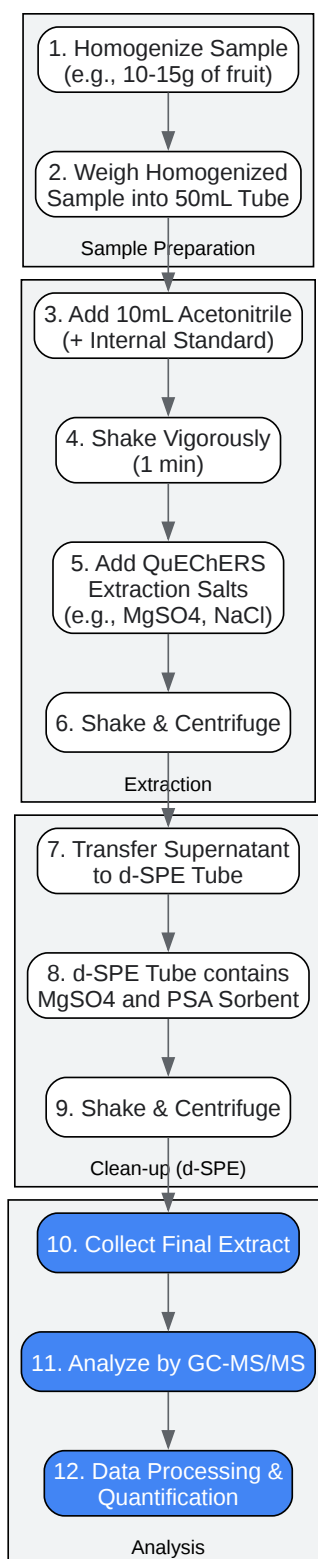 1. Homogenize Sample
(e.g., 10-15g of fruit)
2. Weigh Homogenized
Sample into 50mL Tube
Sample Preparation
3. Add 10mL Acetonitrile
(+ Internal Standard)
4. Shake Vigorously
(1 min)
5. Add QuEChERS
Extraction Salts
(e.g., MgSO4, NaCl)
6. Shake & Centrifuge
Extraction
7. Transfer Supernatant
to d-SPE Tube
8. d-SPE Tube contains
MgSO4 and PSA Sorbent
9. Shake & Centrifuge
Clean-up (d-SPE)
10. Collect Final Extract
11. Analyze by GC-MS/MS
12. Data Processing &
Quantification
Analysis